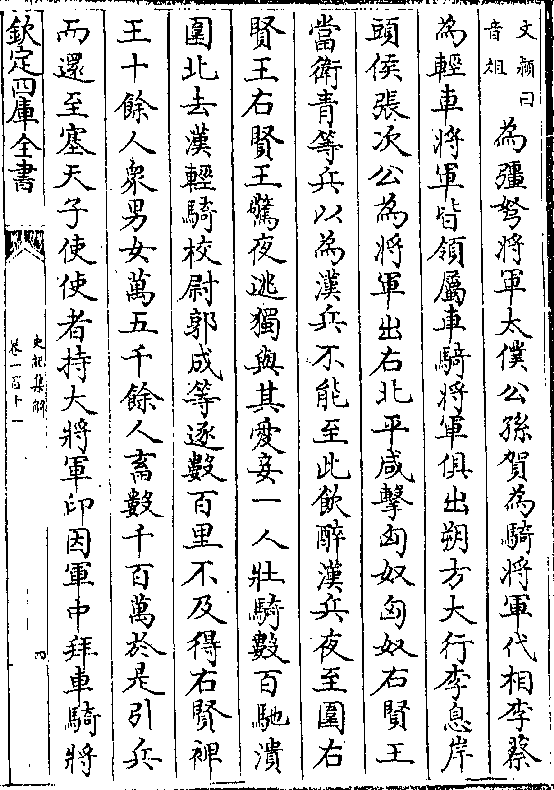 文穎曰
音俎
為彊弩將軍太僕公孫賀為騎將軍代相李蔡
為輕車將軍皆領屬車騎將軍俱出朔方大行李息岸
頭侯張次公為將軍出右北平咸擊匈奴匈奴右賢王
當衛青等兵以為漢兵不能至此飲醉漢兵夜至圍右
賢王右賢王驚夜逃獨與其愛妾一人壯騎數百馳潰
圍北去漢輕騎校尉郭成等逐數百里不及得右賢裨
王十餘人衆男女萬五千餘人畜數千百萬於是引兵
而還至塞天子使使者持大將軍印因軍中拜車騎將
欽定四庫全書
史記集解
卷一百十一
四